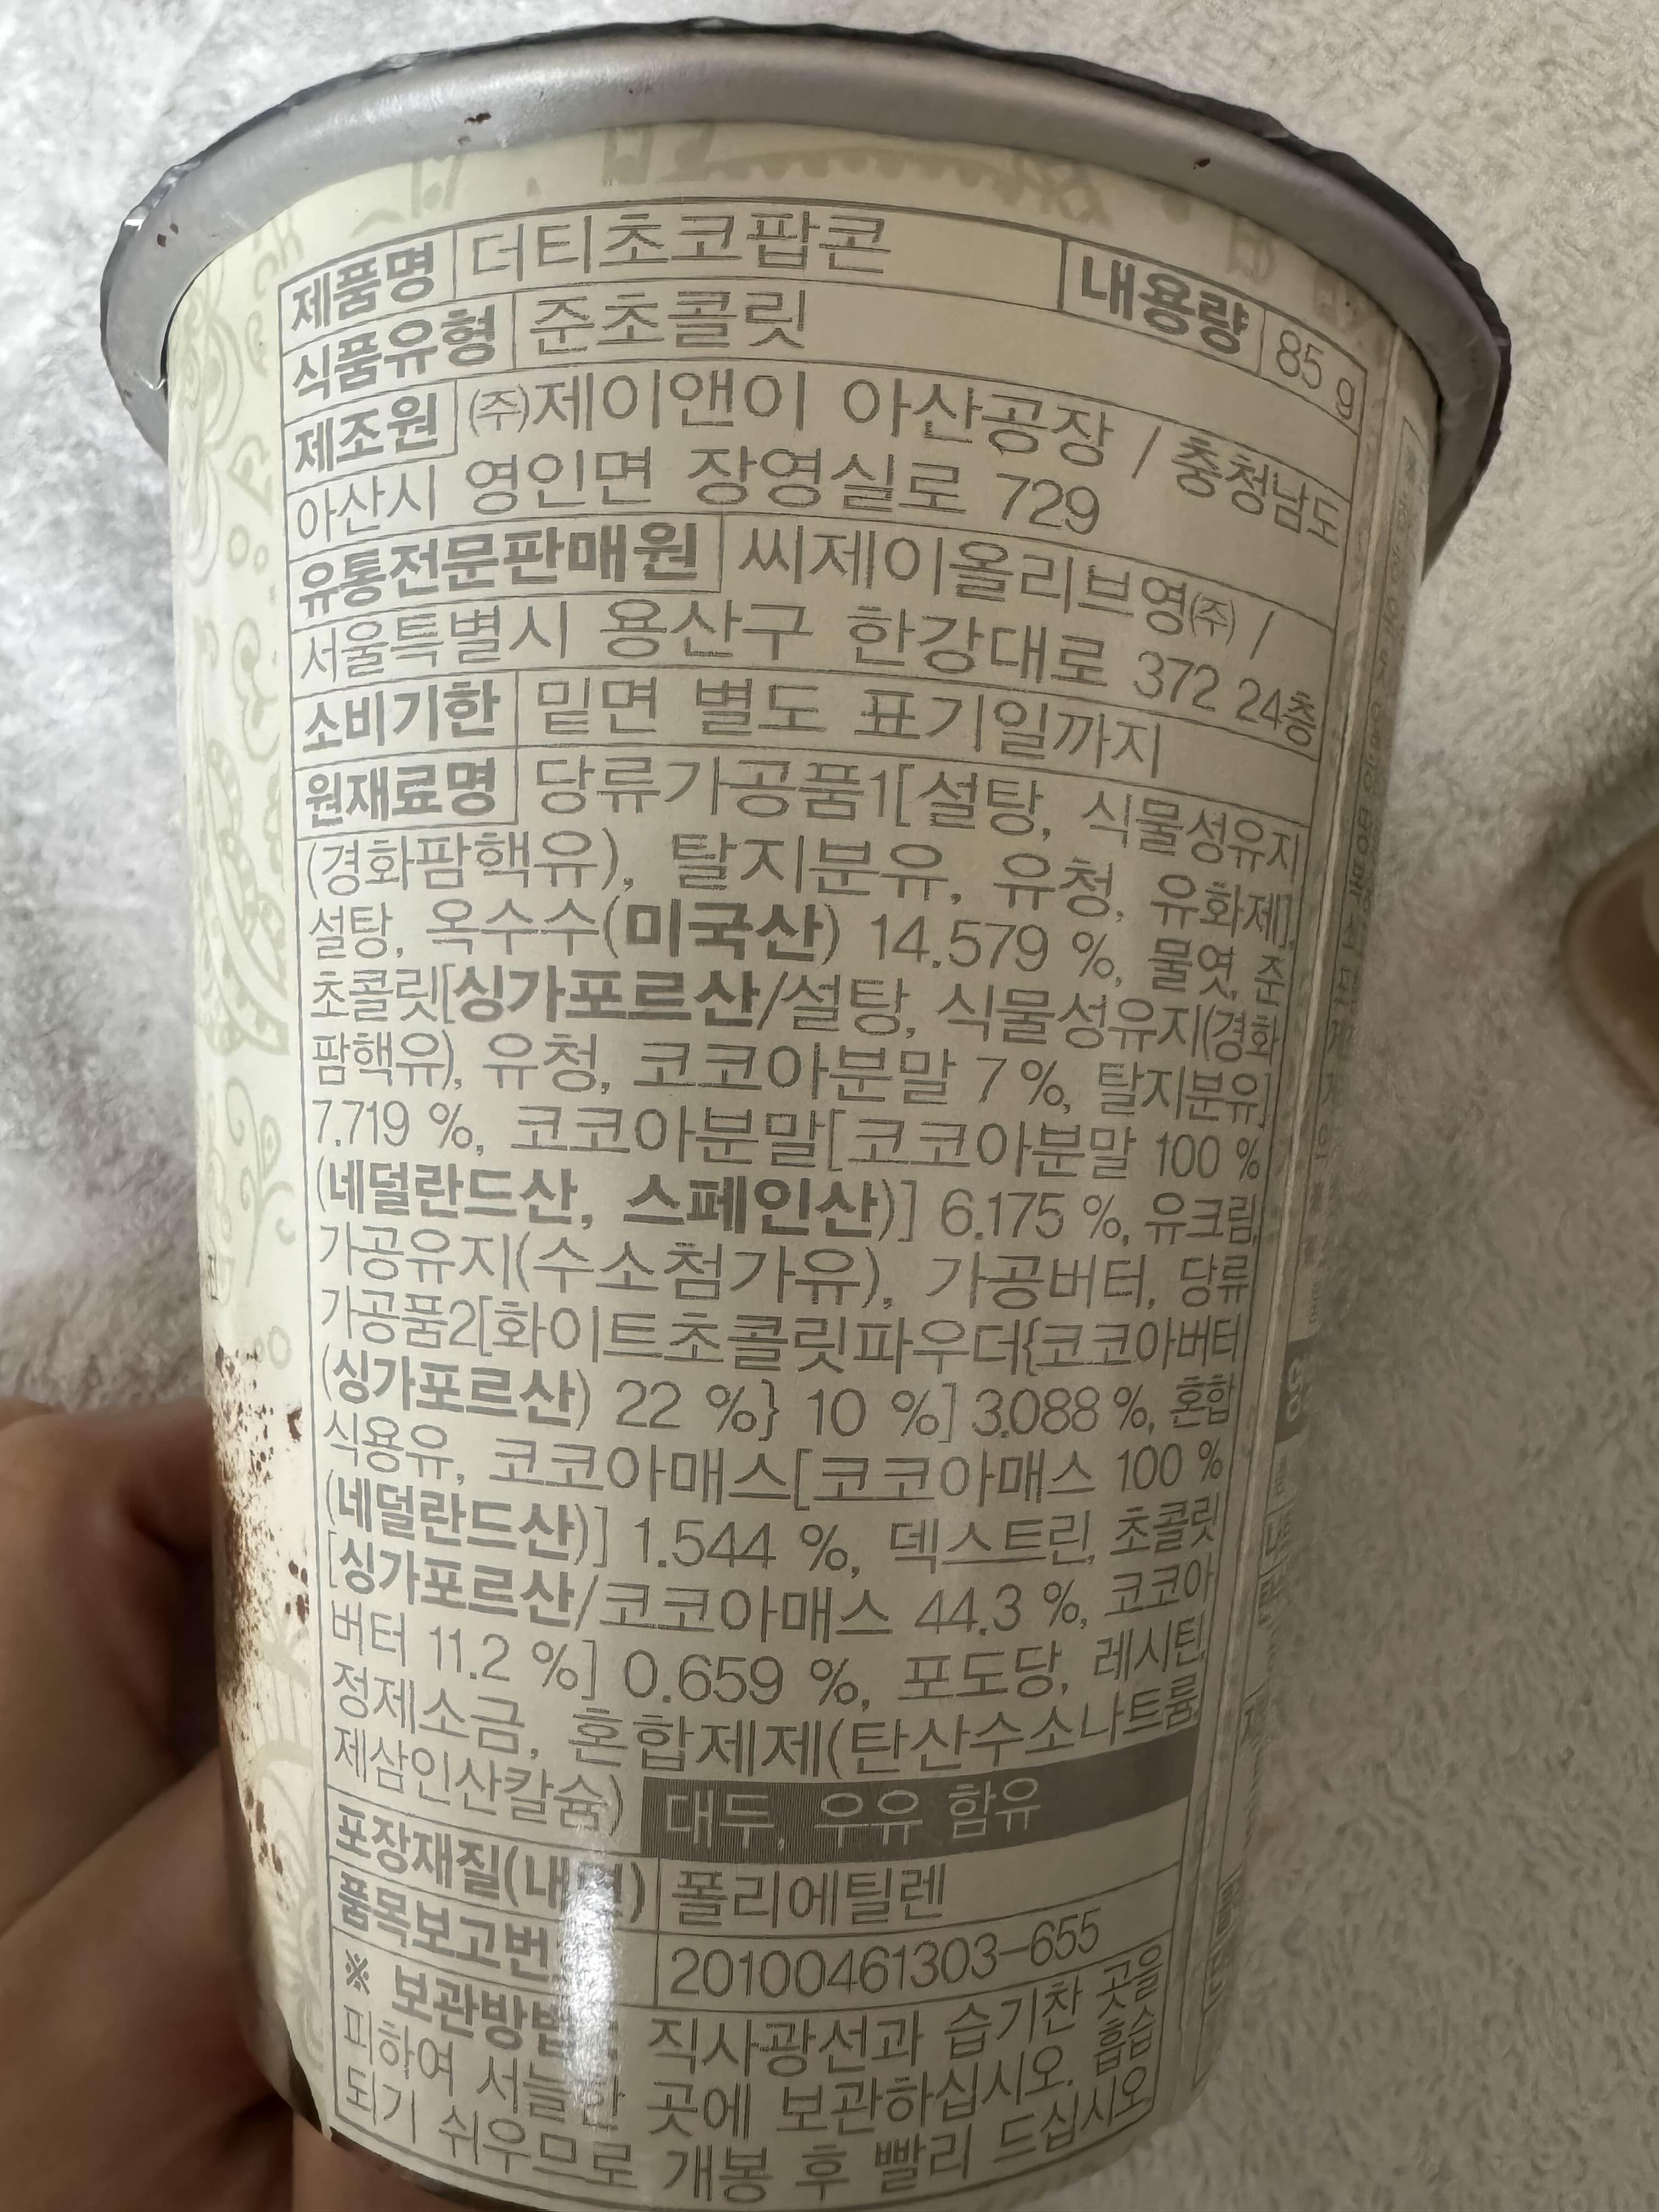 제품명 더티초코팝콘 내용량 85 g
식품유형 준초콜릿
제조원 ㈜제이앤이 아산공장 / 충청남도
아산시 영인면 장영실로 729
유통전문판매원 씨제이올리브영㈜ /
서울특별시 용산구 한강대로 372 24층
소비기한 밑면 별도 표기일까지
원재료명 당류가공품1[설탕, 식물성유지
(경화팜핵유), 탈지분유, 유청, 유화제],
설탕, 옥수수(미국산) 14.579 %, 물엿, 준
초콜릿[싱가포르산/설탕, 식물성유지(경화
팜핵유), 유청, 코코아분말 7 %, 탈지분유]
7.719 %, 코코아분말[코코아분말 100 %
(네덜란드산, 스페인산)] 6.175 %, 유크림,
가공유지(수소첨가유), 가공버터, 당류
가공품2[화이트초콜릿파우더{코코아버터
(싱가포르산) 22 %} 10 %] 3.088 %, 혼합
식용유, 코코아매스[코코아매스 100 %
(네덜란드산)] 1.544 %, 덱스트린, 초콜릿
[싱가포르산/코코아매스 44.3 %, 코코아
버터 11.2 %] 0.659 %, 포도당, 레시틴,
정제소금, 혼합제제(탄산수소나트륨,
제삼인산칼슘) 대두, 우유 함유
포장재질(내면) 폴리에틸렌
품목보고번호 20100461303-655
※ 보관방법 : 직사광선과 습기찬 곳을
피하여 서늘한 곳에 보관하십시오. 흡습
되기 쉬우므로 개봉 후 빨리 드십시오